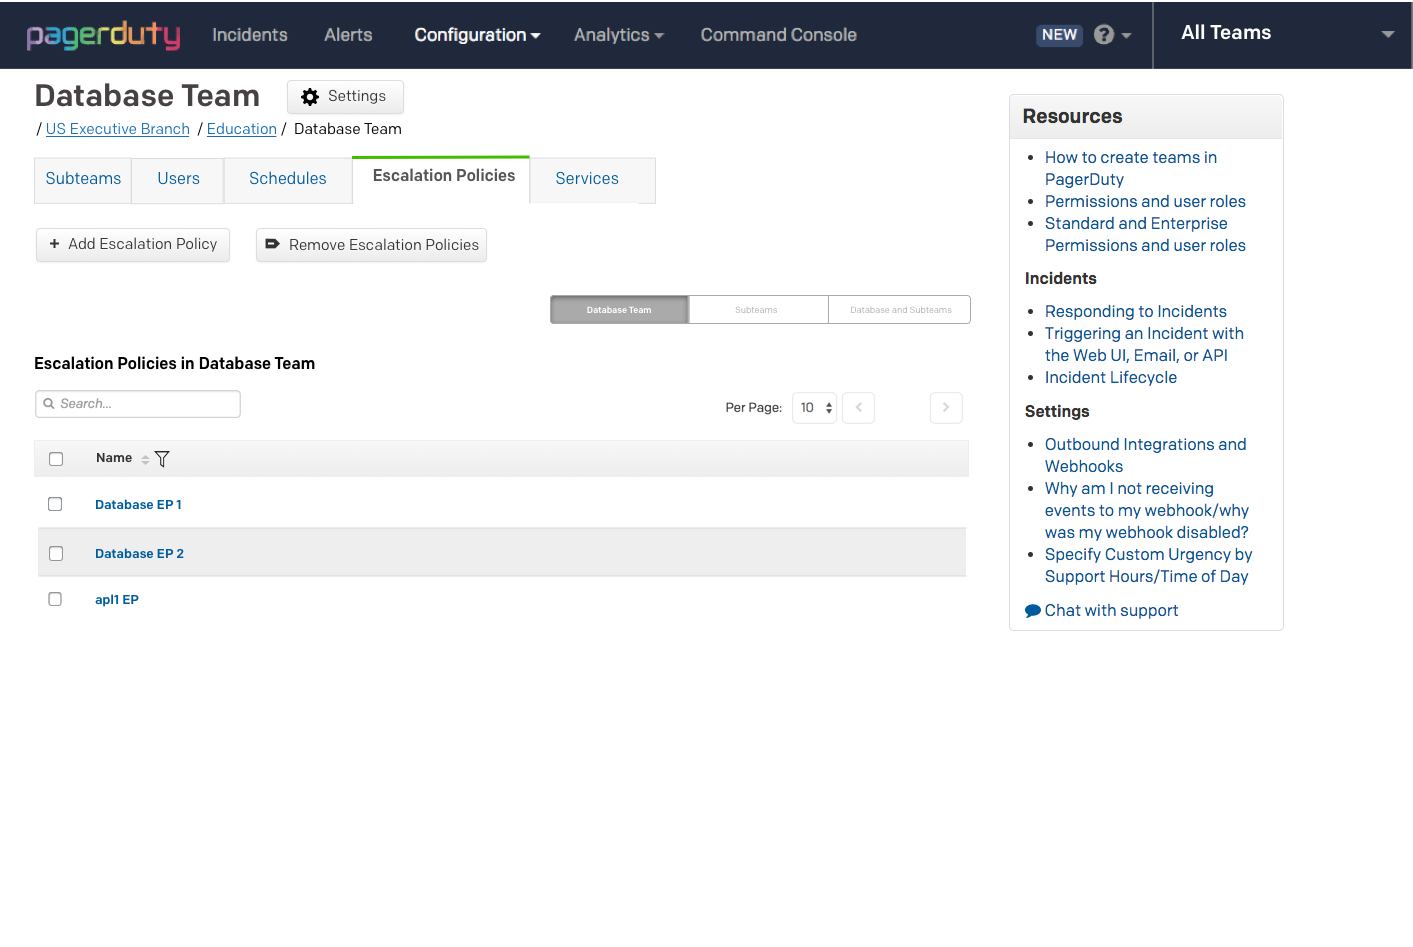 pagerduty Incidents Alerts Configuration Analytics Command Console NEW ? All Teams
Database Team Settings
/ US Executive Branch / Education / Database Team
Subteams Users Schedules Escalation Policies Services
+ Add Escalation Policy Remove Escalation Policies
Database Team Subteams Database and Subteams
Escalation Policies in Database Team
Search...
Per Page: 10 < >
Name
Database EP 1
Database EP 2
apl1 EP
Resources
• How to create teams in
PagerDuty
• Permissions and user roles
• Standard and Enterprise
Permissions and user roles
Incidents
• Responding to Incidents
• Triggering an Incident with
the Web UI, Email, or API
• Incident Lifecycle
Settings
• Outbound Integrations and
Webhooks
• Why am I not receiving
events to my webhook/why
was my webhook disabled?
• Specify Custom Urgency by
Support Hours/Time of Day
Chat with support